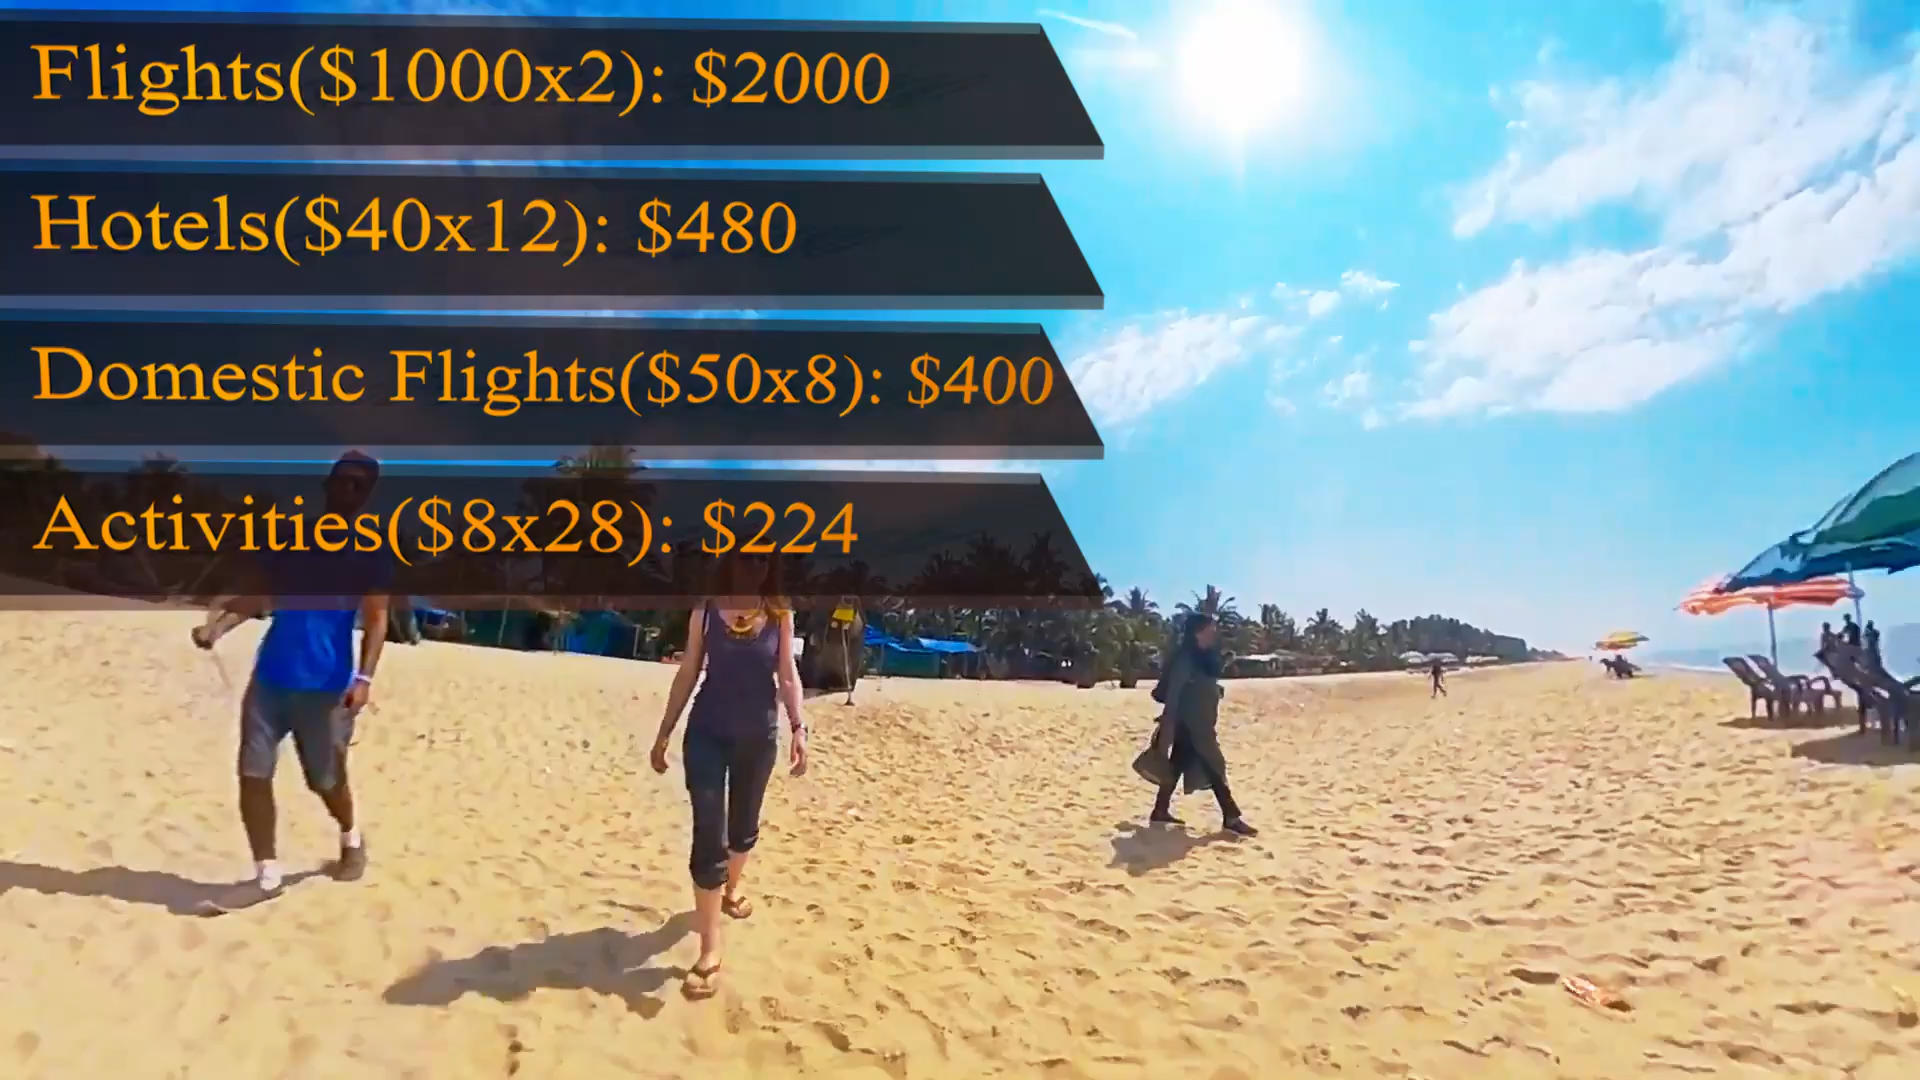 Flights($1000x2): $2000
Hotels($40x12): $480
Domestic Flights($50x8): $400
Activities($8x28): $224